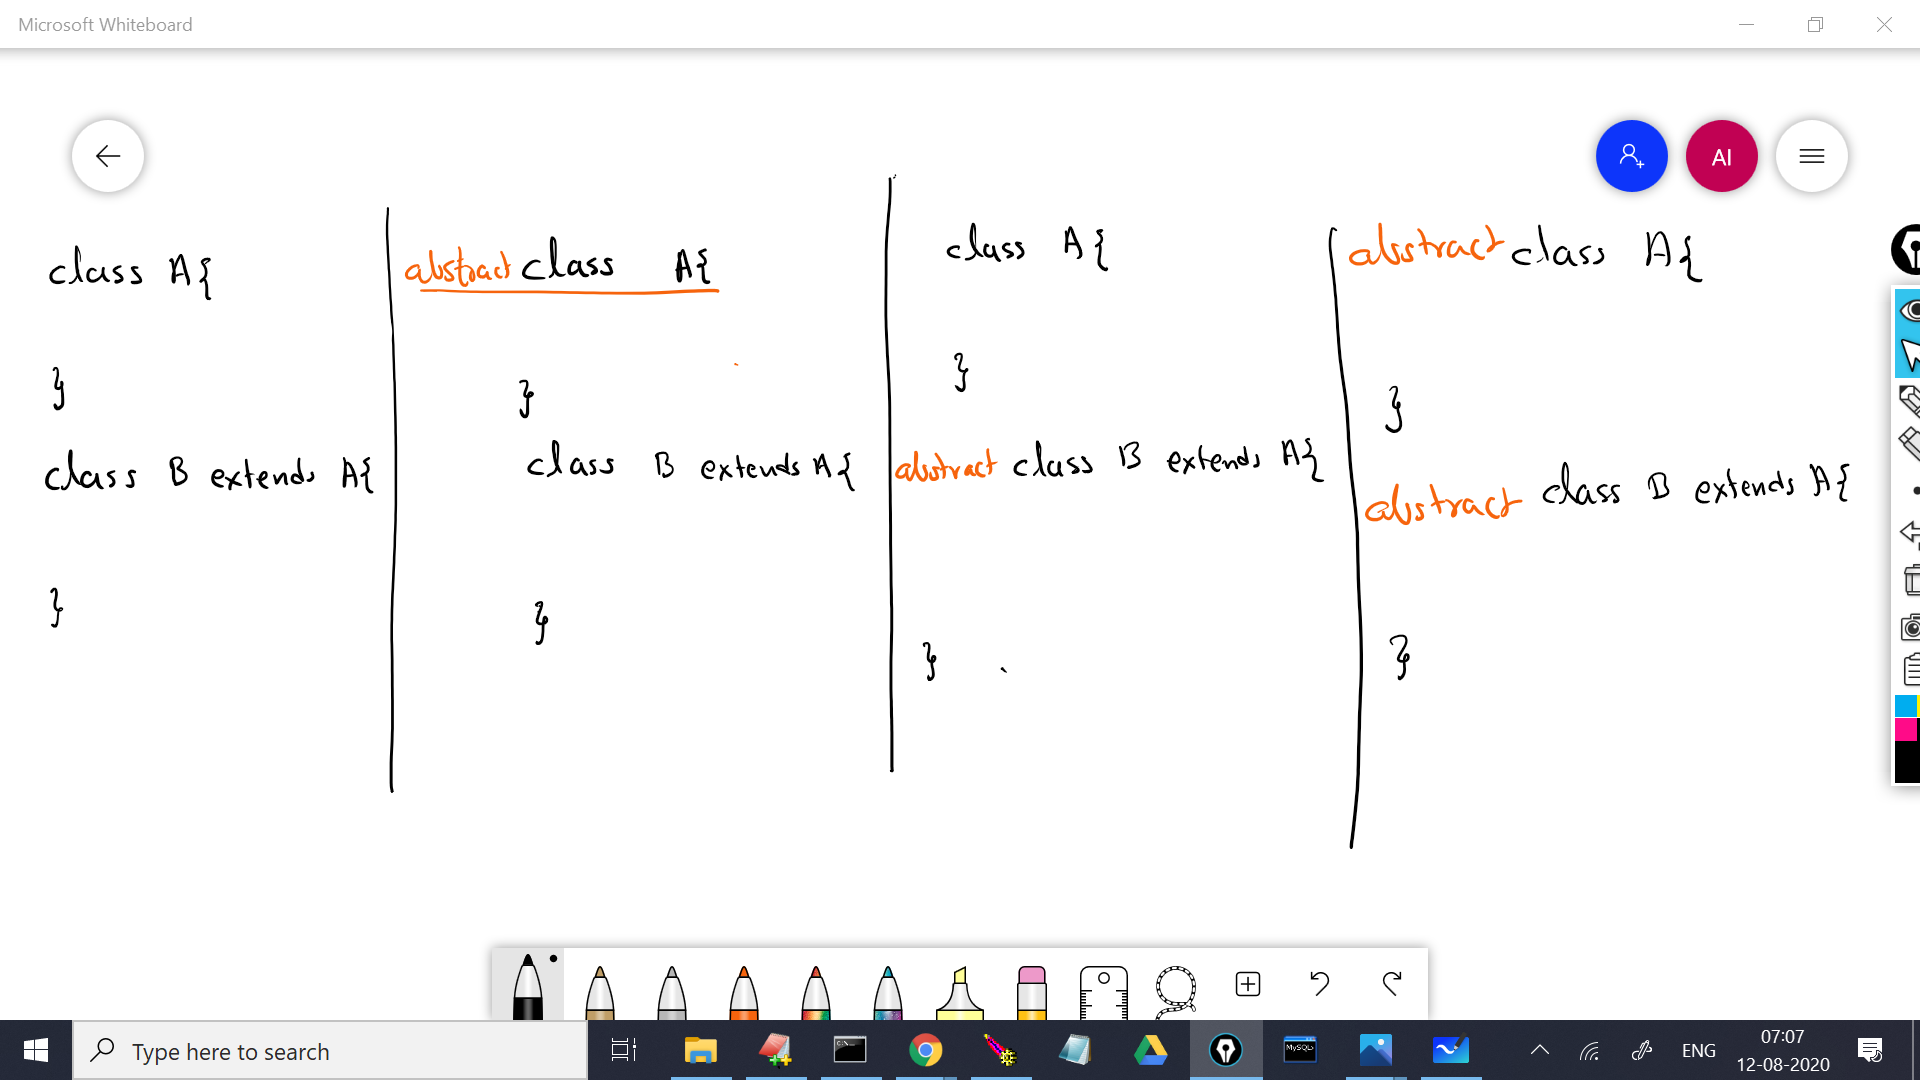 Microsoft Whiteboard
AI
class A{
}
class B extends A{
}
abstract class A{
}
class B extends A{
}
class A{
}
abstract class B extends A{
}
abstract class A{
}
abstract class B extends A{
}
Type here to search
MySQL
ENG
07:07
12-08-2020